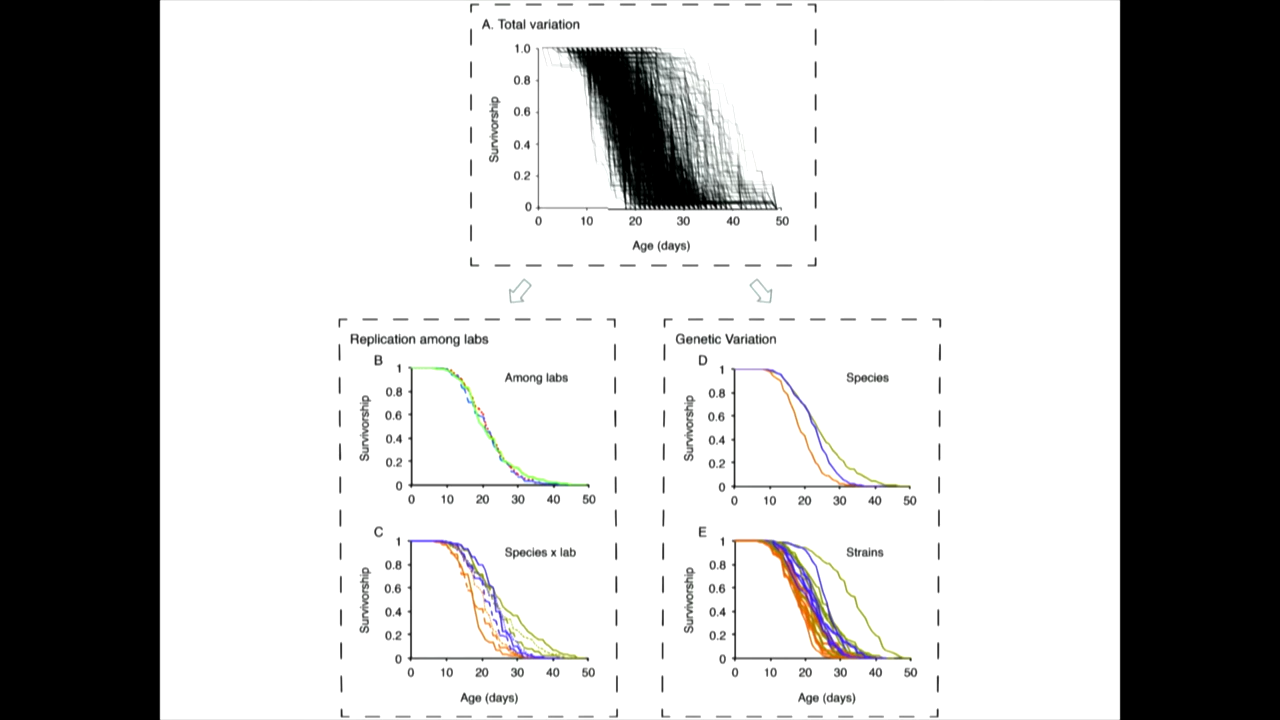 A. Total variation
1.0
0.8
0.6
0.4
0.2
0
Survivorship
0 10 20 30 40 50
Age (days)
Replication among labs
B
Among labs
1
0.8
0.6
0.4
0.2
0
Survivorship
0 10 20 30 40 50
C
Species x lab
1
0.8
0.6
0.4
0.2
0
Survivorship
0 10 20 30 40 50
Age (days)
Genetic Variation
D
Species
1
0.8
0.6
0.4
0.2
0
Survivorship
0 10 20 30 40 50
E
Strains
1
0.8
0.6
0.4
0.2
0
Survivorship
0 10 20 30 40 50
Age (days)